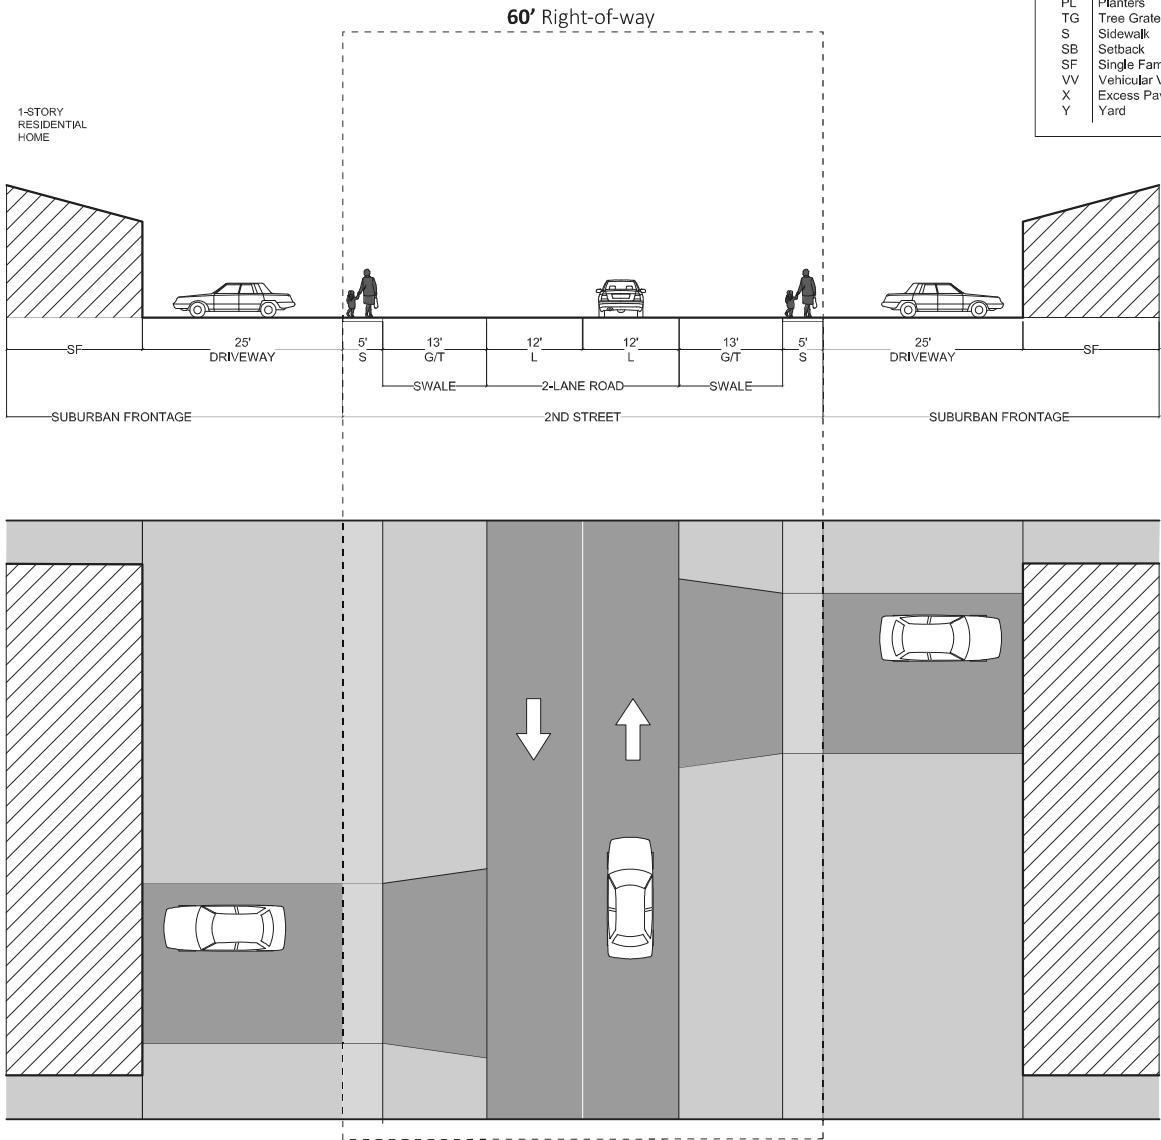 60’ Right-of-way
PL Planters
TG Tree Grate
S Sidewalk
SB Setback
SF Single Fam
VV Vehicular V
X Excess Pav
Y Yard
1-STORY
RESIDENTIAL
HOME
SF 25' 5' 13' 12' 12' 13' 5' 25' SF
DRIVEWAY S G/T L L G/T S DRIVEWAY
SWALE 2-LANE ROAD SWALE
SUBURBAN FRONTAGE 2ND STREET SUBURBAN FRONTAGE